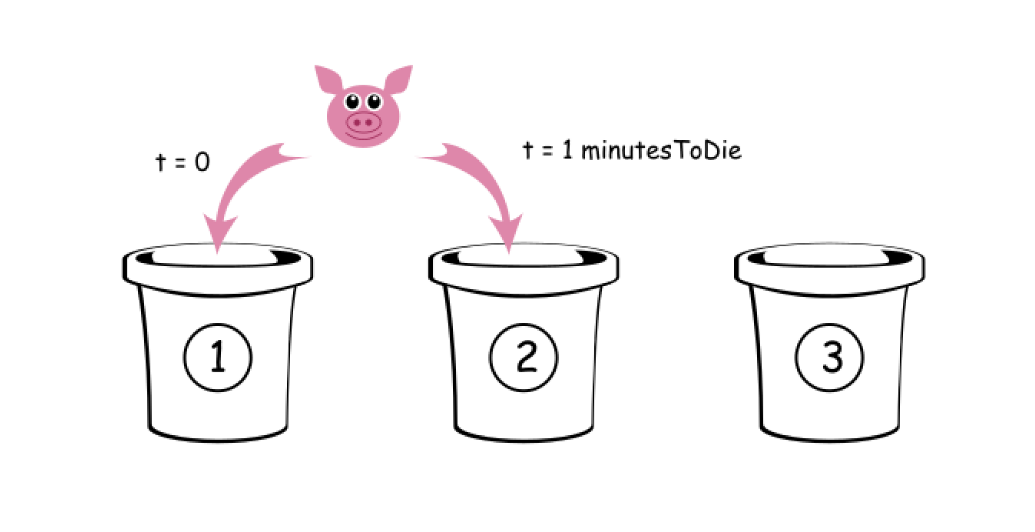 t = 0
t = 1 minutesToDie
1
2
3